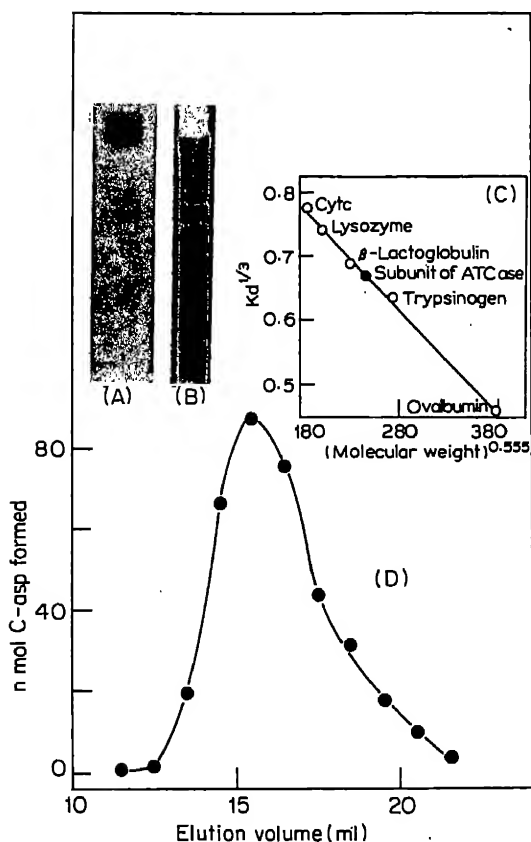 (A)
(B)
(C)
0.8
0.7
0.6
0.5
Kd1/3
Cytc
Lysozyme
β-Lactoglobulin
Subunit of ATCase
Trypsinogen
Ovalbumin
180
280
380
(Molecular weight)0.555
80
40
0
n mol C-asp formed
(D)
10
15
20
Elution volume (ml)